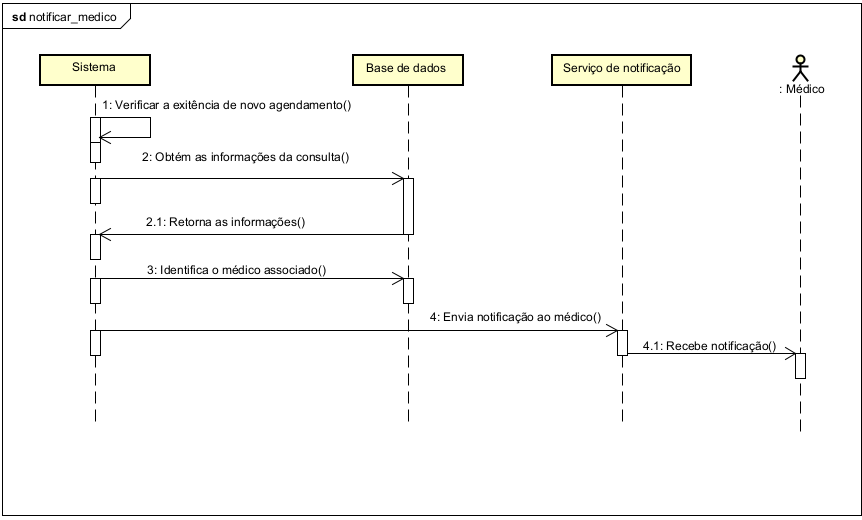 sd notificar_medico
Sistema
Base de dados
Serviço de notificação
: Médico
1: Verificar a exitência de novo agendamento()
2: Obtém as informações da consulta()
2.1: Retorna as informações()
3: Identifica o médico associado()
4: Envia notificação ao médico()
4.1: Recebe notificação()